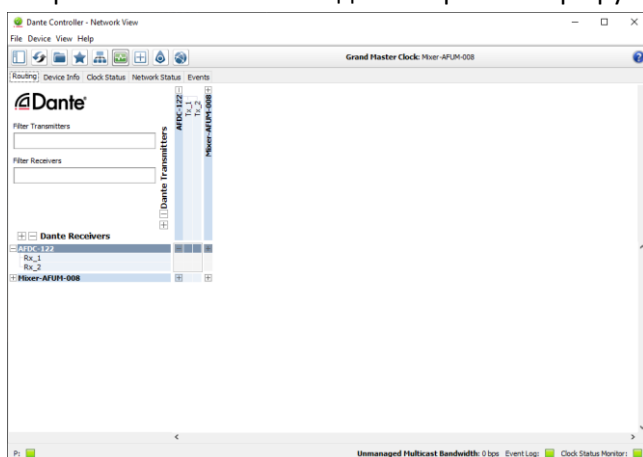 Dante Controller - Network View
File Device View Help
Grand Master Clock: Mixer-AFUM-008
?
Routing Device Info Clock Status Network Status Events
Dante
Filter Transmitters
Filter Receivers
Dante Transmitters
AFDC-122
Tx_1
Tx_2
Mixer-AFUM-008
Dante Receivers
AFDC-122
Rx_1
Rx_2
Mixer-AFUM-008
P:
Unmanaged Multicast Bandwidth: 0 bps Event Log: Clock Status Monitor: